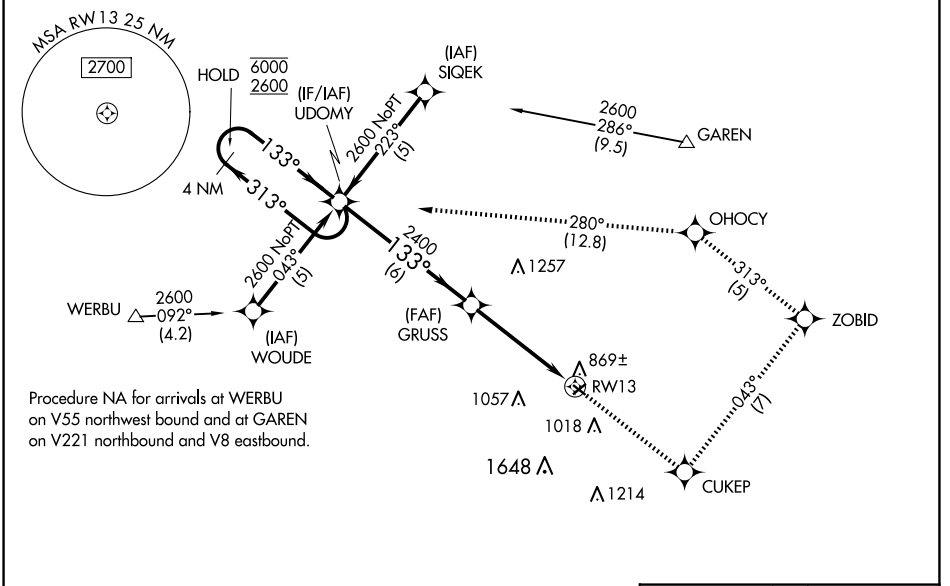 MSA RW13 25 NM
2700
HOLD
6000
2600
(IF/IAF)
UDOMY
(IAF)
SIQEK
2600 NoPT
223°
(5)
2600
286°
(9.5)
GAREN
133°
4 NM
313°
OHOCY
280°
(12.8)
2400
133°
(6)
1257
313°
(5)
2600 NoPT
043°
(5)
WERBU
2600
092°
(4.2)
(IAF)
WOUDE
(FAF)
GRUSS
ZOBID
869±
RW13
Procedure NA for arrivals at WERBU
on V55 northwest bound and at GAREN
on V221 northbound and V8 eastbound.
1057
1018
043°
(7)
1648
1214
CUKEP